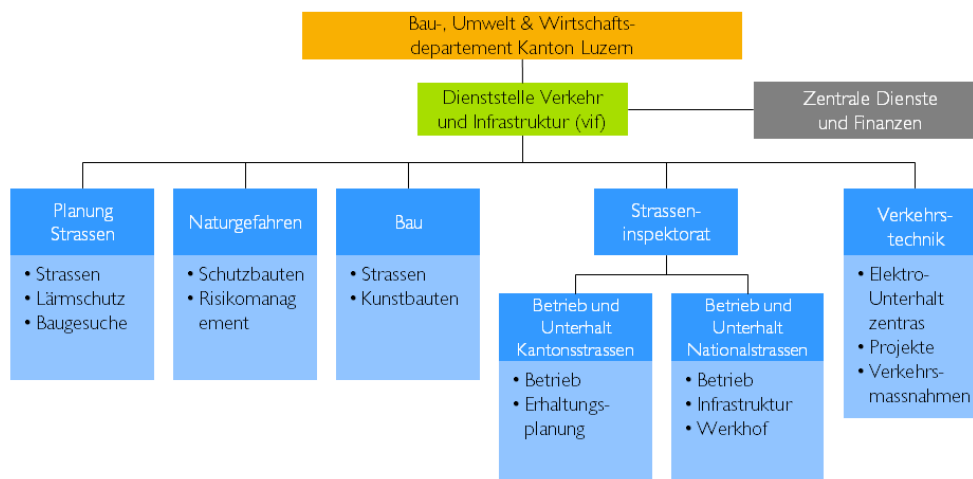 Bau-, Umwelt & Wirtschafts-
departement Kanton Luzern
Dienststelle Verkehr
und Infrastruktur (vif)
Zentrale Dienste
und Finanzen
Planung
Strassen
• Strassen
• Lärmschutz
• Baugesuche
Naturgefahren
• Schutzbauten
• Risikomanag
ement
Bau
• Strassen
• Kunstbauten
Strassen-
inspektorat
Betrieb und
Unterhalt
Kantonsstrassen
• Betrieb
• Erhaltungs-
planung
Betrieb und
Unterhalt
Nationalstrassen
• Betrieb
• Infrastruktur
• Werkhof
Verkehrs-
technik
• Elektro-
Unterhalt
zentras
• Projekte
• Verkehrs-
massnahmen